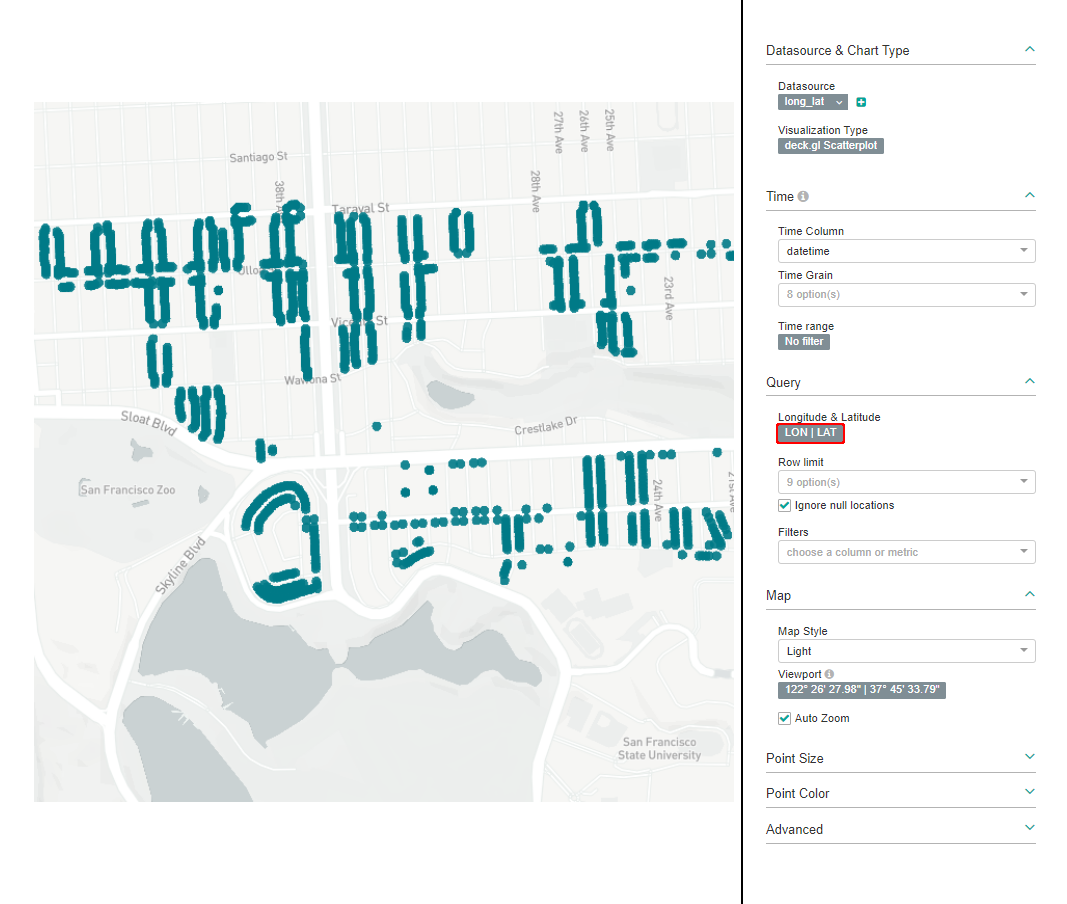 27th Ave
26th Ave
25th Ave
Santiago St
28th Ave
38th A
Taraval St
Ullo
23rd Ave
Vice St
Wawona St
Sloat Blvd
Crestlake Dr
San Francisco Zoo
24th Ave
21st Ave
Skyline Blvd
San Francisco
State University
Datasource & Chart Type
Datasource
long_lat
Visualization Type
deck.gl Scatterplot
Time
Time Column
datetime
Time Grain
8 option(s)
Time range
No filter
Query
Longitude & Latitude
LON | LAT
Row limit
9 option(s)
Ignore null locations
Filters
choose a column or metric
Map
Map Style
Light
Viewport
122° 26' 27.98" | 37° 45' 33.79"
Auto Zoom
Point Size
Point Color
Advanced